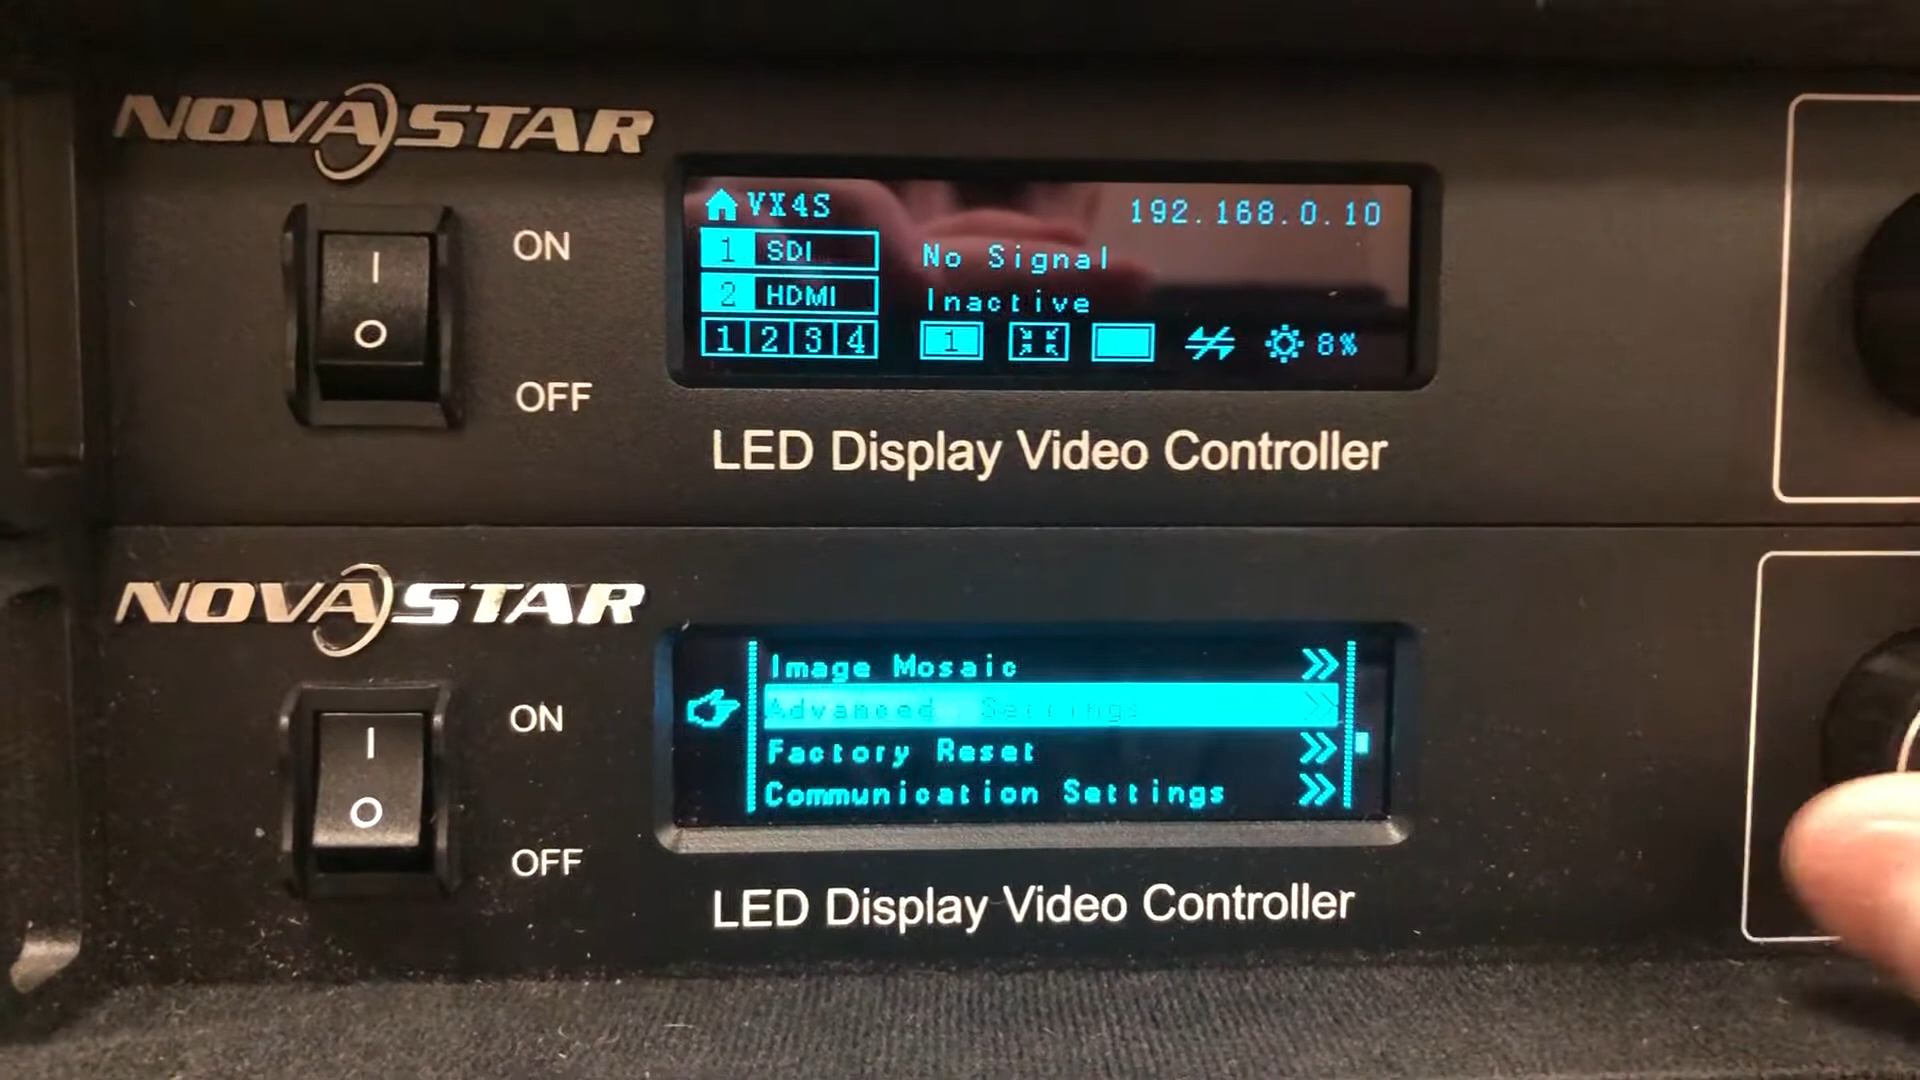 NOVASTAR
VX4S 192.168.0.10
1 SDI No Signal
2 HDMI Inactive
1 2 3 4 1 8%
I
O
ON
OFF
LED Display Video Controller
NOVASTAR
Image Mosaic
Advanced Settings
Factory Reset
Communication Settings
I
O
ON
OFF
LED Display Video Controller